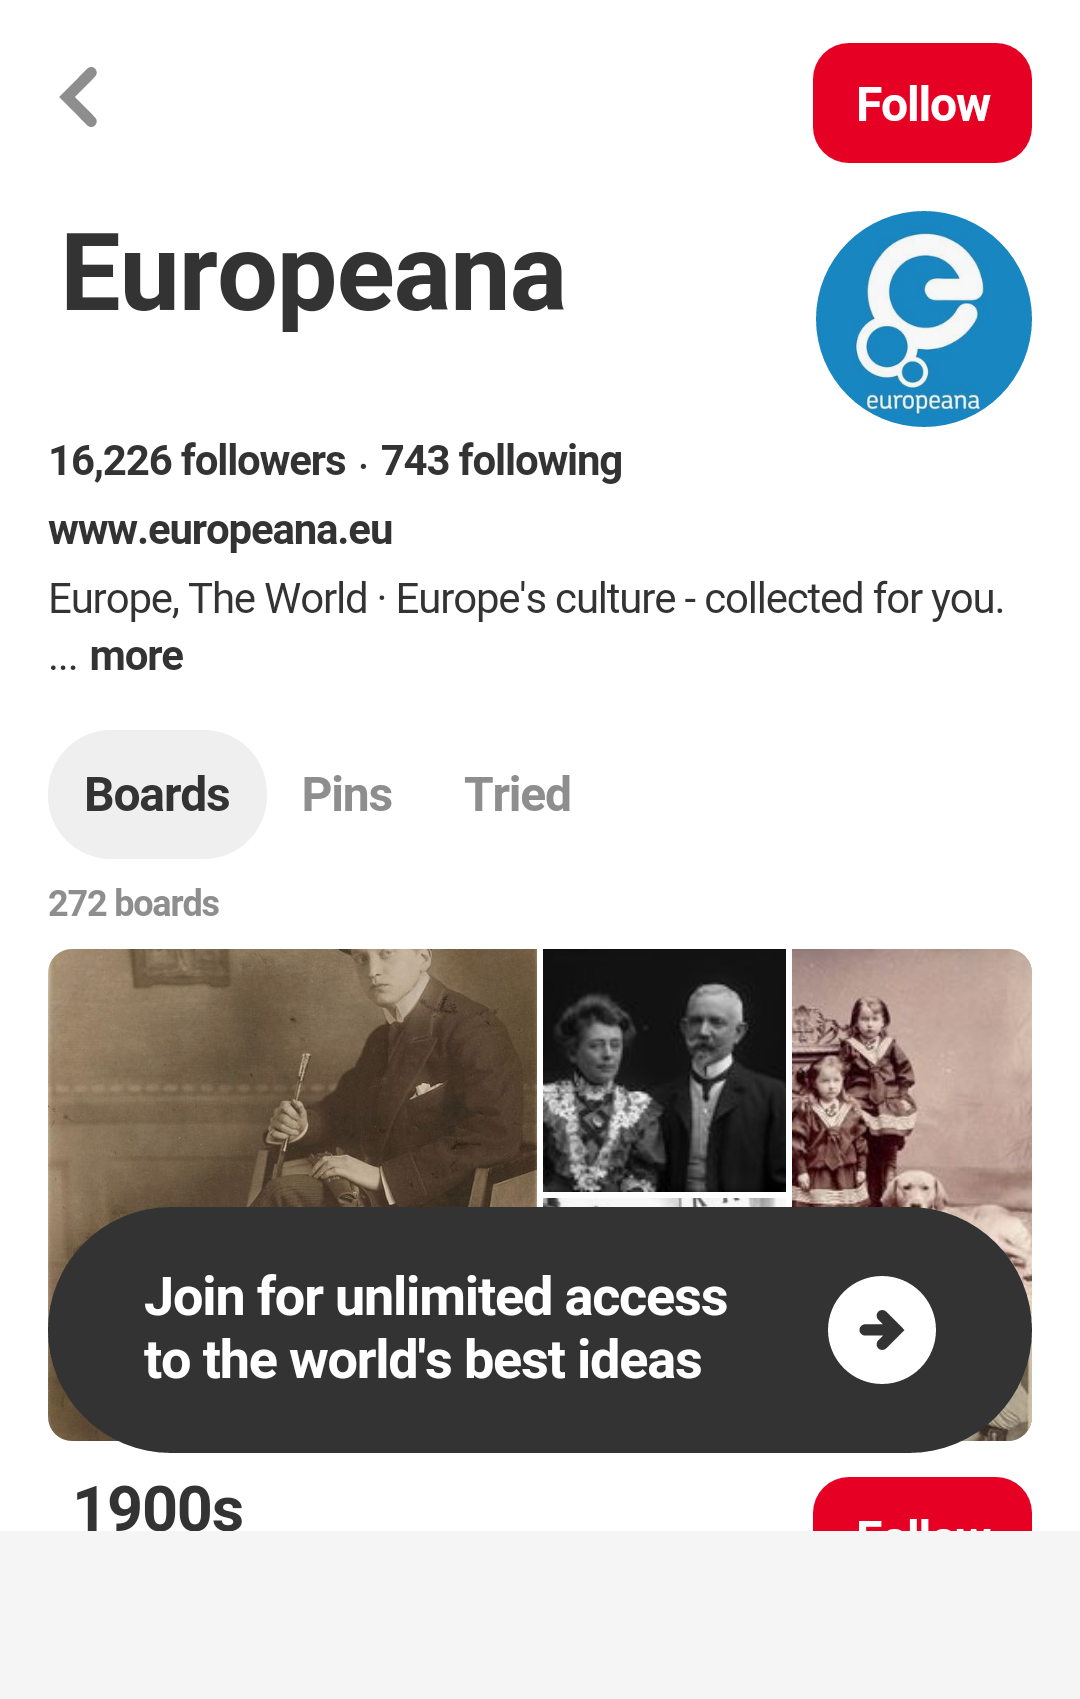 Follow
Europeana
europeana
16,226 followers · 743 following
www.europeana.eu
Europe, The World · Europe's culture - collected for you.
... more
Boards Pins Tried
272 boards
Join for unlimited access
to the world's best ideas
1900s
Follow